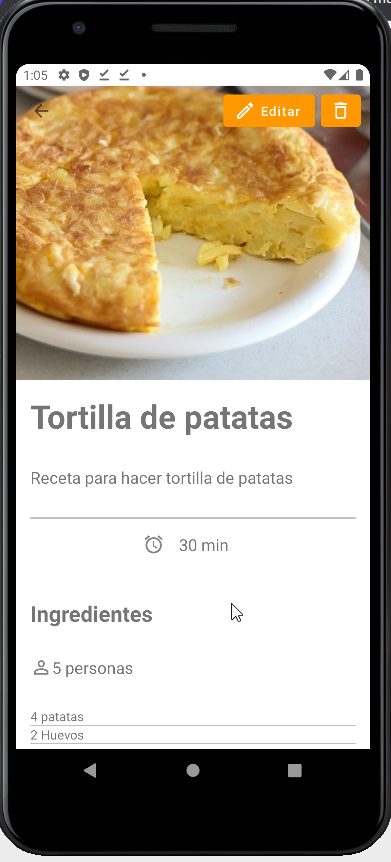 1:05
Editar
Tortilla de patatas
Receta para hacer tortilla de patatas
30 min
Ingredientes
5 personas
4 patatas
2 Huevos